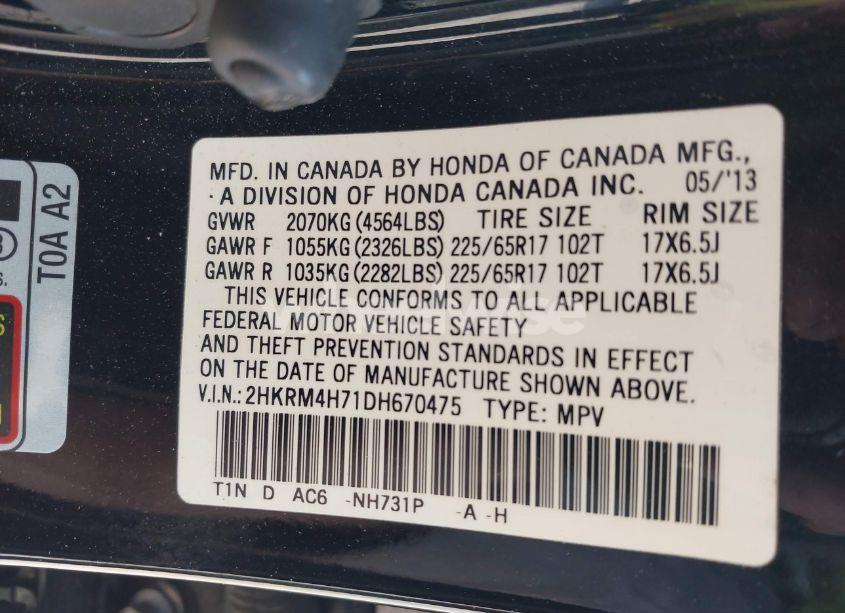 MFD. IN CANADA BY HONDA OF CANADA MFG.,
A DIVISION OF HONDA CANADA INC. 05/'13
GVWR 2070KG (4564LBS) TIRE SIZE RIM SIZE
GAWR F 1055KG (2326LBS) 225/65R17 102T 17X6.5J
GAWR R 1035KG (2282LBS) 225/65R17 102T 17X6.5J
THIS VEHICLE CONFORMS TO ALL APPLICABLE
FEDERAL MOTOR VEHICLE SAFETY
AND THEFT PREVENTION STANDARDS IN EFFECT
ON THE DATE OF MANUFACTURE SHOWN ABOVE.
V.I.N.: 2HKRM4H71DH670475 TYPE: MPV
T1N D AC6 -NH731P -A -H
T0A A2